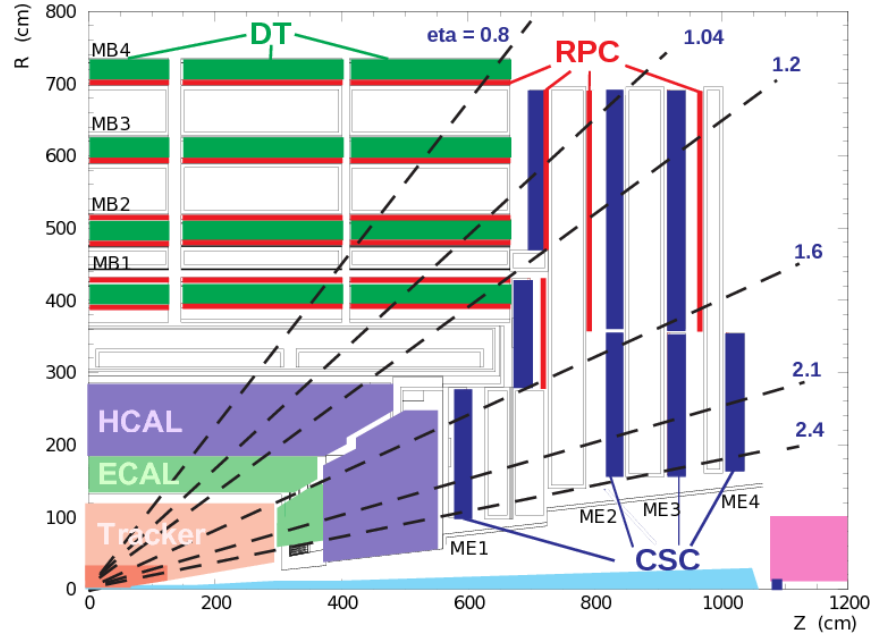 R (cm)
800
700
600
500
400
300
200
100
0
MB4
MB3
MB2
MB1
DT
eta = 0.8
RPC
1.04
1.2
1.6
2.1
2.4
HCAL
ECAL
Tracker
ME1
ME2
ME3
ME4
CSC
0
200
400
600
800
1000
1200
Z (cm)